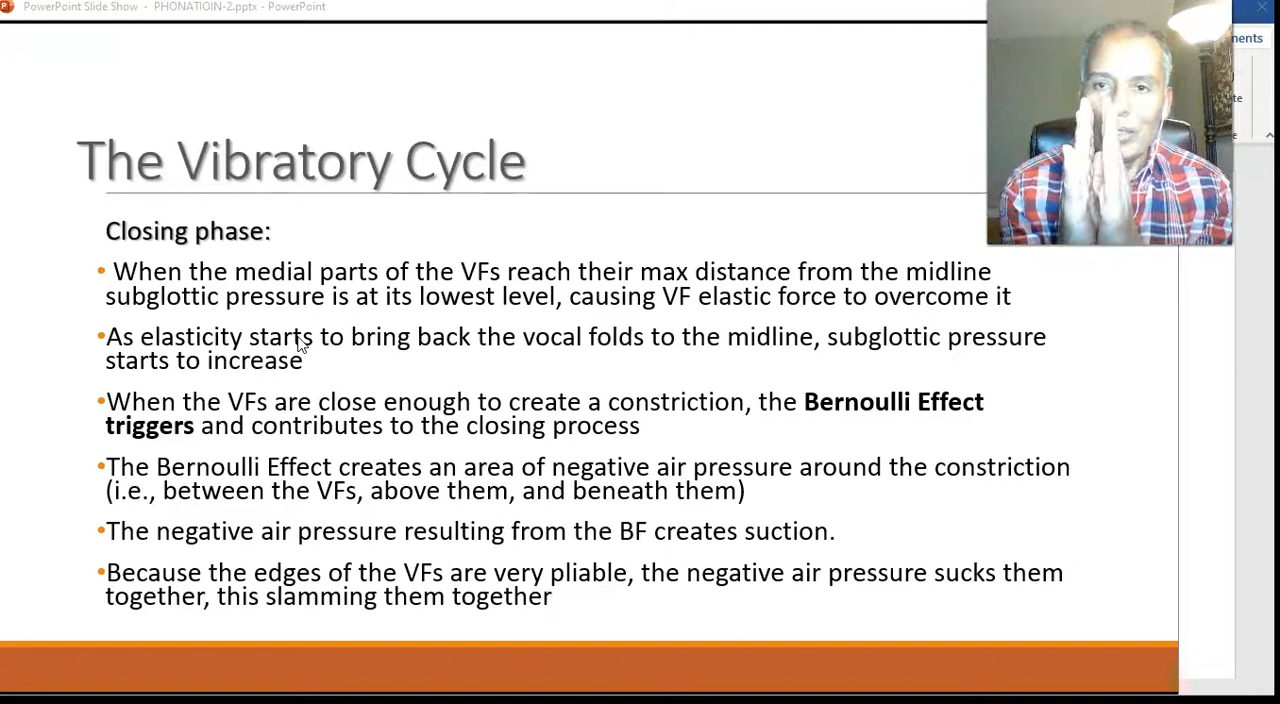 PowerPoint Slide Show - PHONATIOIN-2.pptx - PowerPoint
nents
te
e
The Vibratory Cycle
Closing phase:
• When the medial parts of the VFs reach their max distance from the midline
subglottic pressure is at its lowest level, causing VF elastic force to overcome it
•As elasticity starts to bring back the vocal folds to the midline, subglottic pressure
starts to increase
•When the VFs are close enough to create a constriction, the Bernoulli Effect
triggers and contributes to the closing process
•The Bernoulli Effect creates an area of negative air pressure around the constriction
(i.e., between the VFs, above them, and beneath them)
•The negative air pressure resulting from the BF creates suction.
•Because the edges of the VFs are very pliable, the negative air pressure sucks them
together, this slamming them together